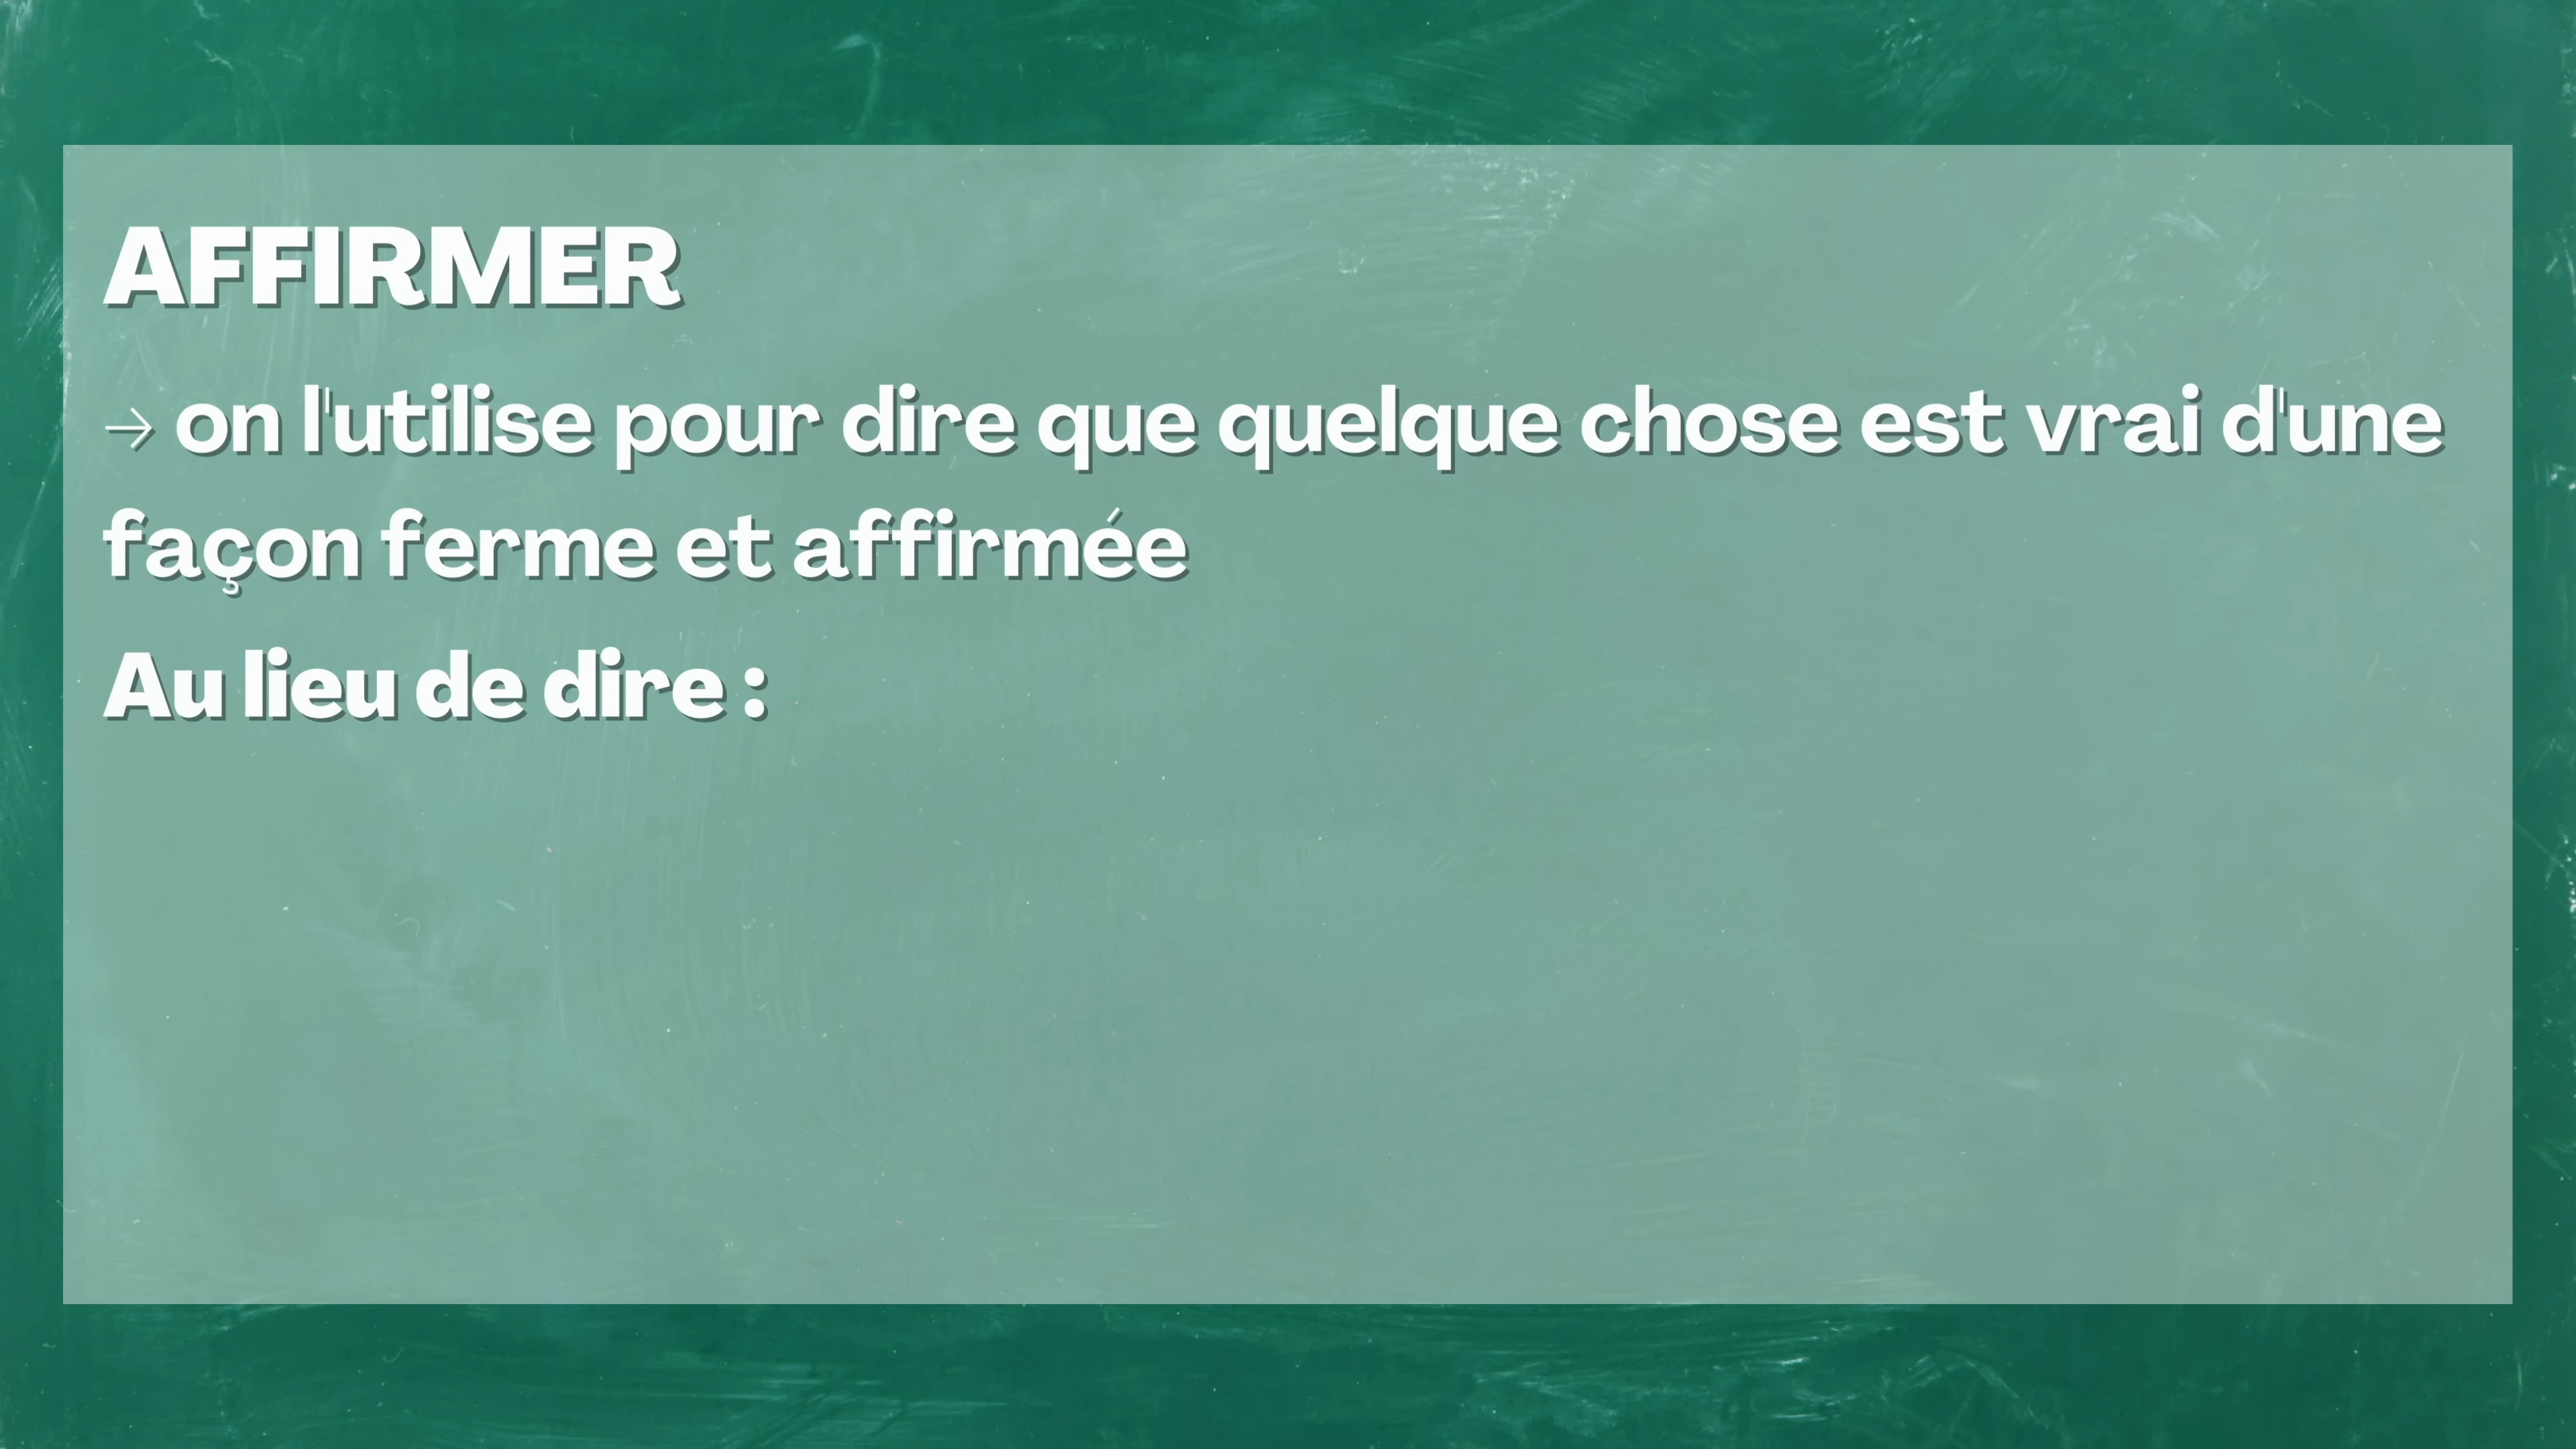 AFFIRMER
→ on l'utilise pour dire que quelque chose est vrai d'une
façon ferme et affirmée
Au lieu de dire :